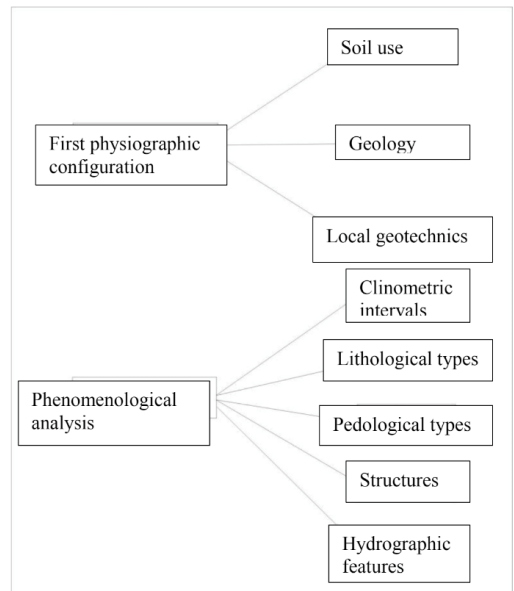 Soil use
First physiographic
configuration
Geology
Local geotechnics
Clinometric
intervals
Lithological types
Phenomenological
analysis
Pedological types
Structures
Hydrographic
features